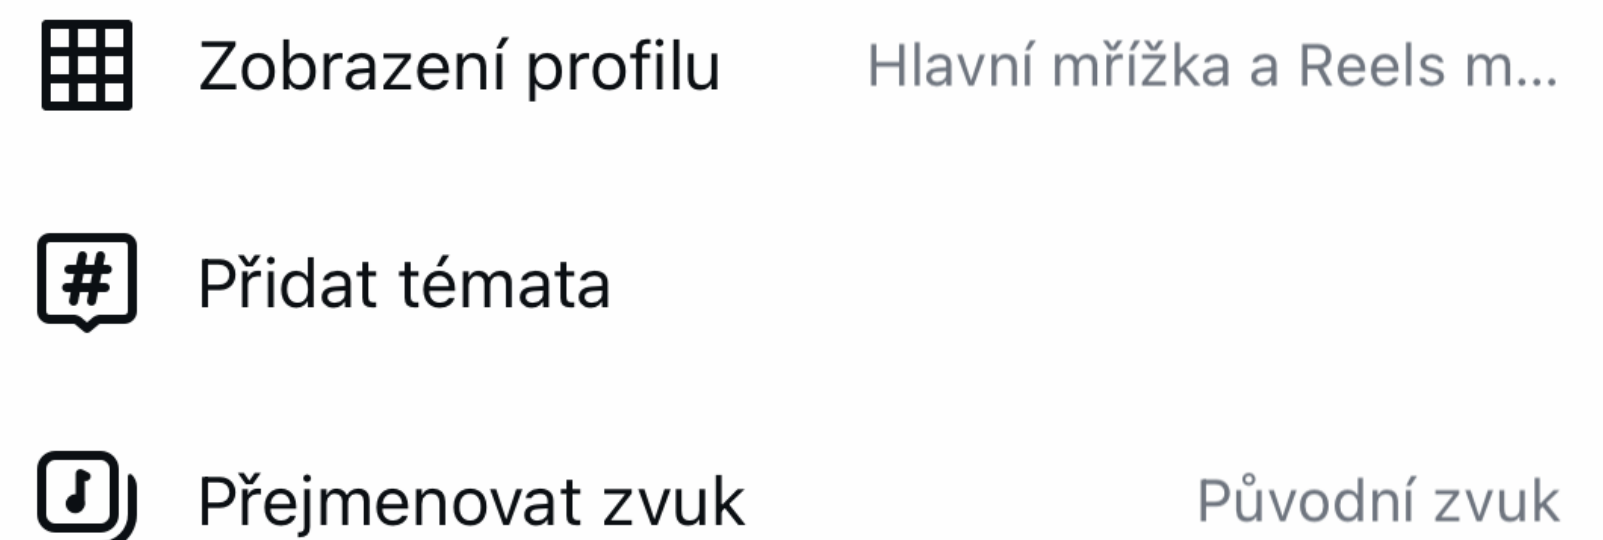 Zobrazení profilu Hlavní mřížka a Reels m...
#
Přidat témata
Přejmenovat zvuk Původní zvuk